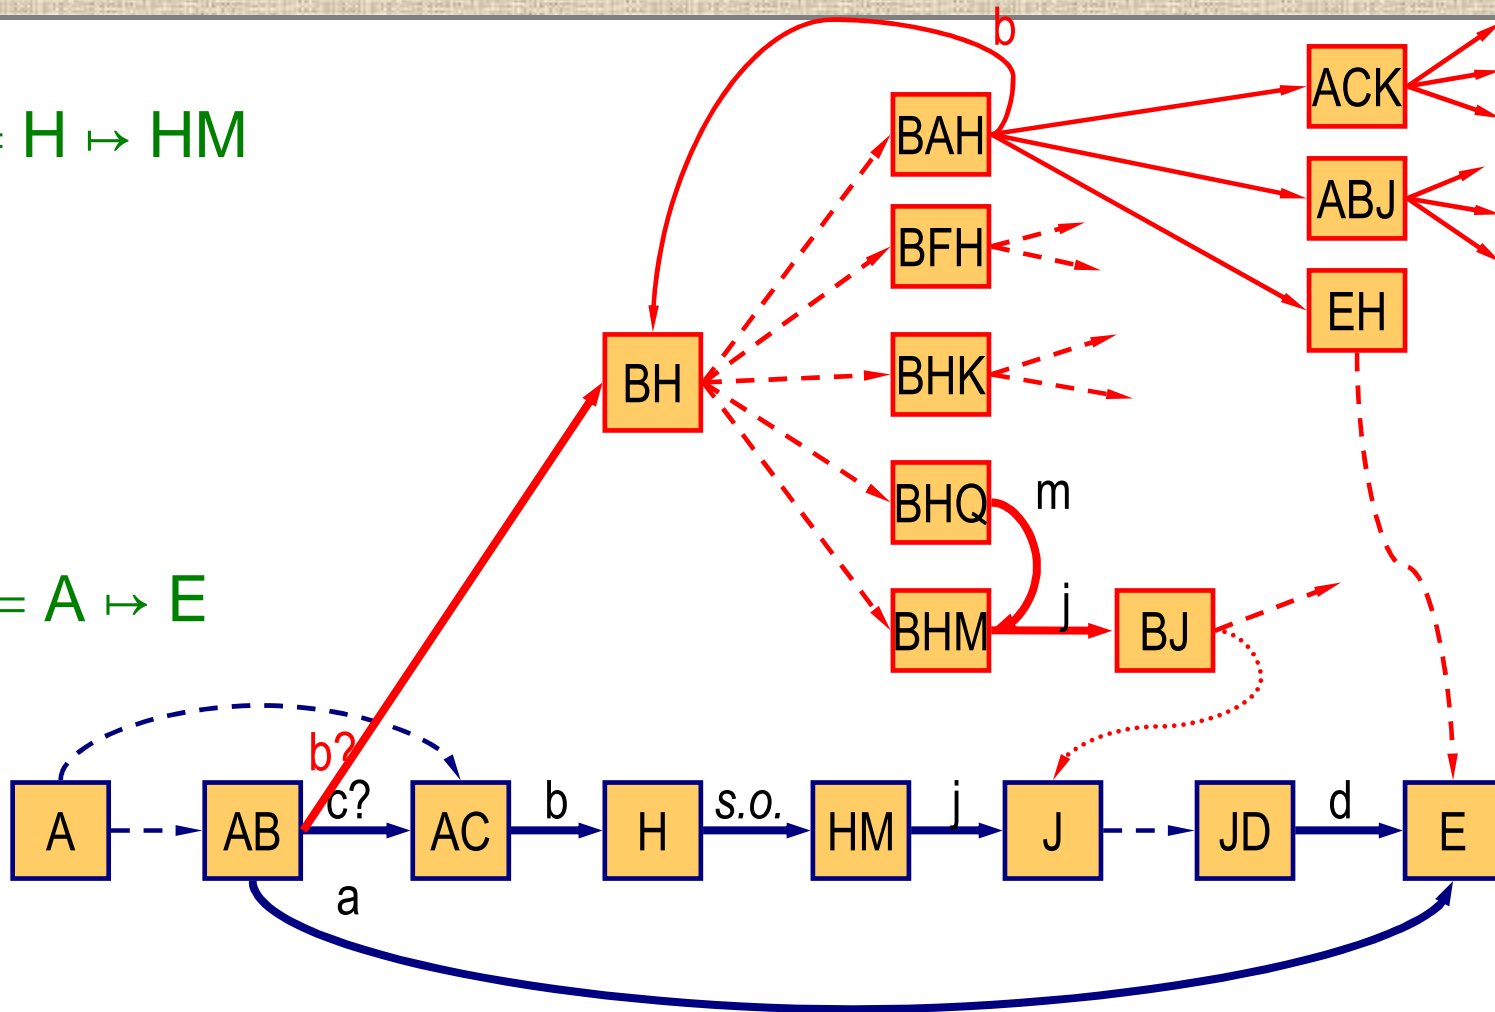 b
ACK
= H ↦ HM
BAH
ABJ
BFH
EH
BH
BHK
BHQ
m
= A ↦ E
j
BHM
BJ
b?
c?
b
s.o.
j
d
A
AB
AC
H
HM
J
JD
E
a